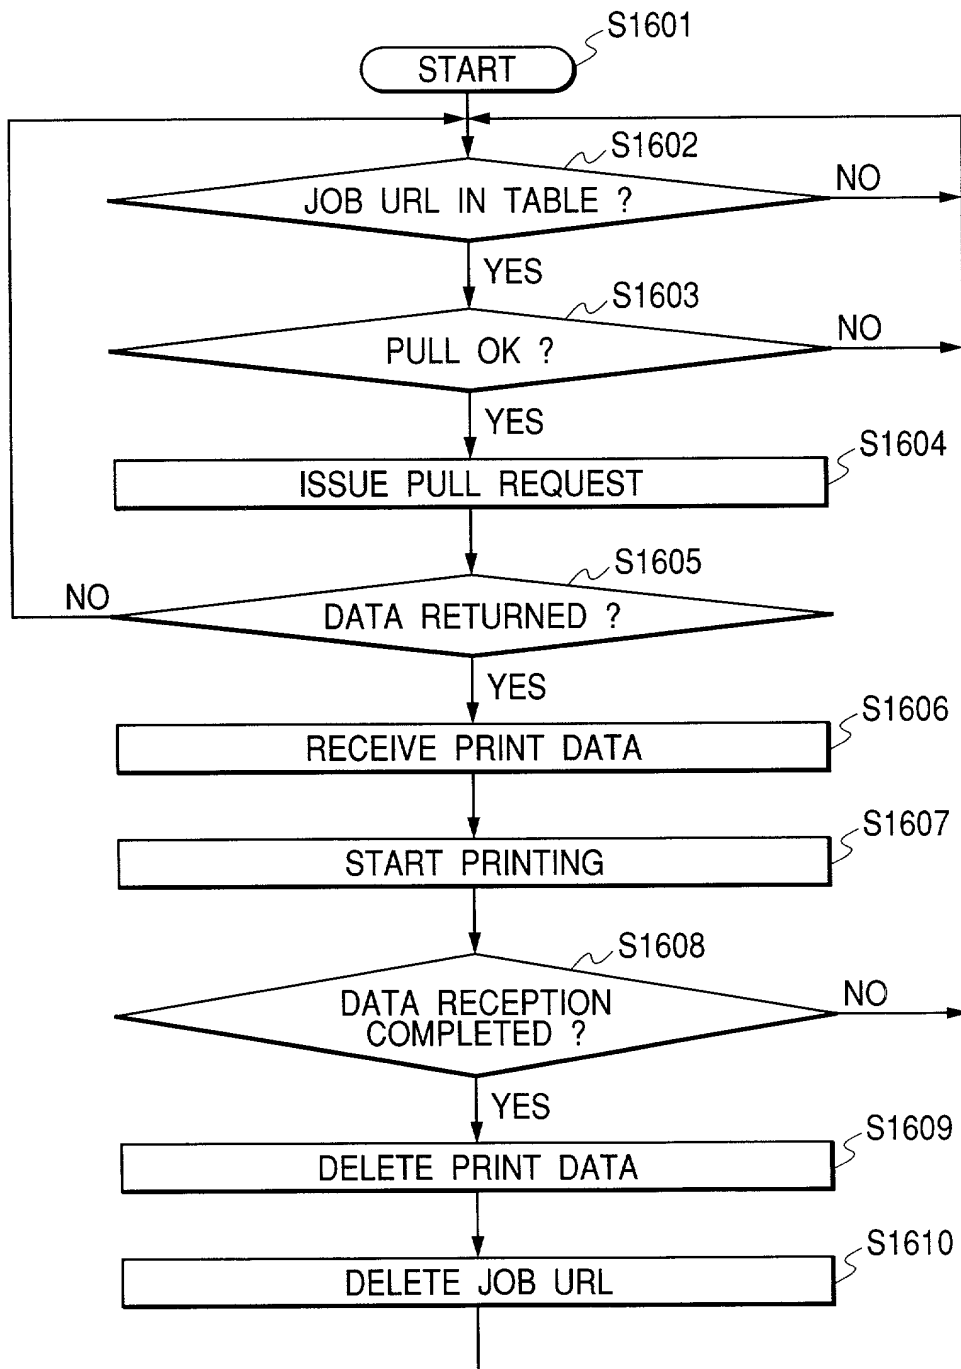 S1601
START
S1602
JOB URL IN TABLE ?
NO
YES
S1603
PULL OK ?
NO
YES
S1604
ISSUE PULL REQUEST
S1605
NO
DATA RETURNED ?
YES
S1606
RECEIVE PRINT DATA
S1607
START PRINTING
S1608
DATA RECEPTION
COMPLETED ?
NO
YES
S1609
DELETE PRINT DATA
S1610
DELETE JOB URL